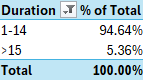 Duration % of Total
1-14 94.64%
>15 5.36%
Total 100.00%